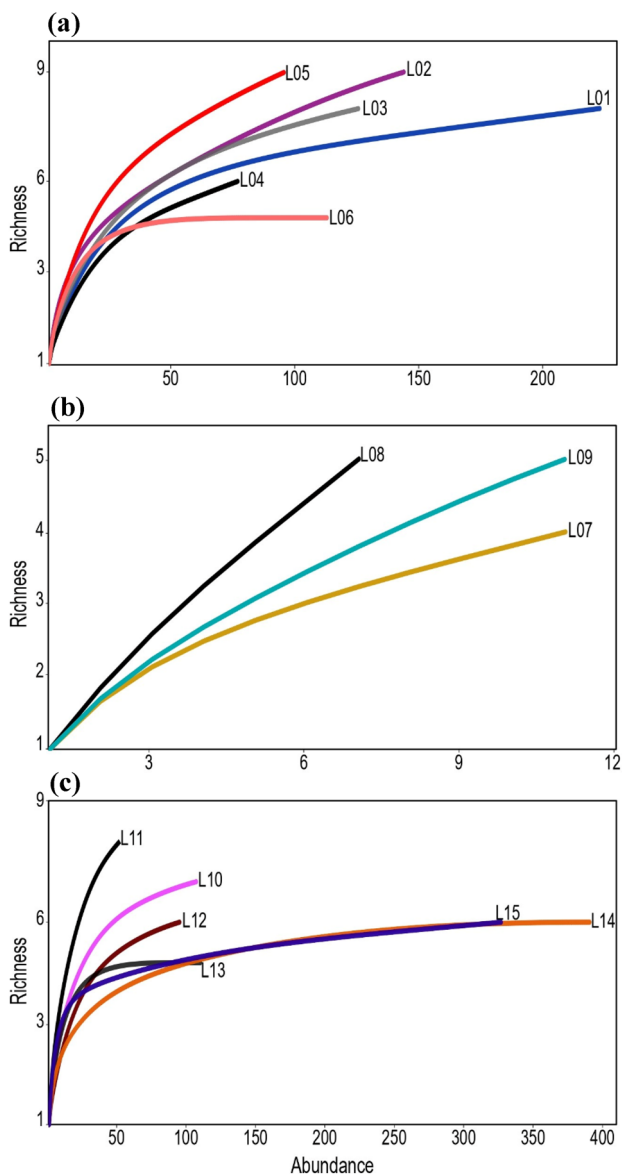 (a)
9
6
3
1
Richness
L05
L02
L03
L01
L04
L06
50
100
150
200
(b)
5
4
3
2
1
Richness
L08
L09
L07
3
6
9
12
(c)
9
6
3
1
Richness
L11
L10
L12
L15
L14
L13
50
100
150
200
250
300
350
400
Abundance